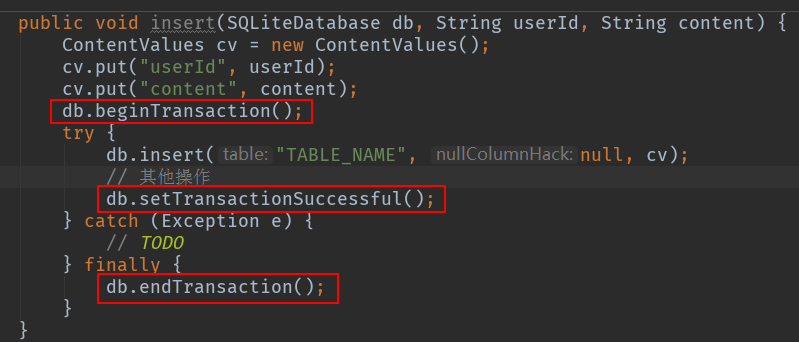 public void insert(SQLiteDatabase db, String userId, String content) {
ContentValues cv = new ContentValues();
cv.put("userId", userId);
cv.put("content", content);
db.beginTransaction();
try {
db.insert( table: "TABLE_NAME", nullColumnHack: null, cv);
// 其他操作
db.setTransactionSuccessful();
} catch (Exception e) {
// TODO
} finally {
db.endTransaction();
}
}